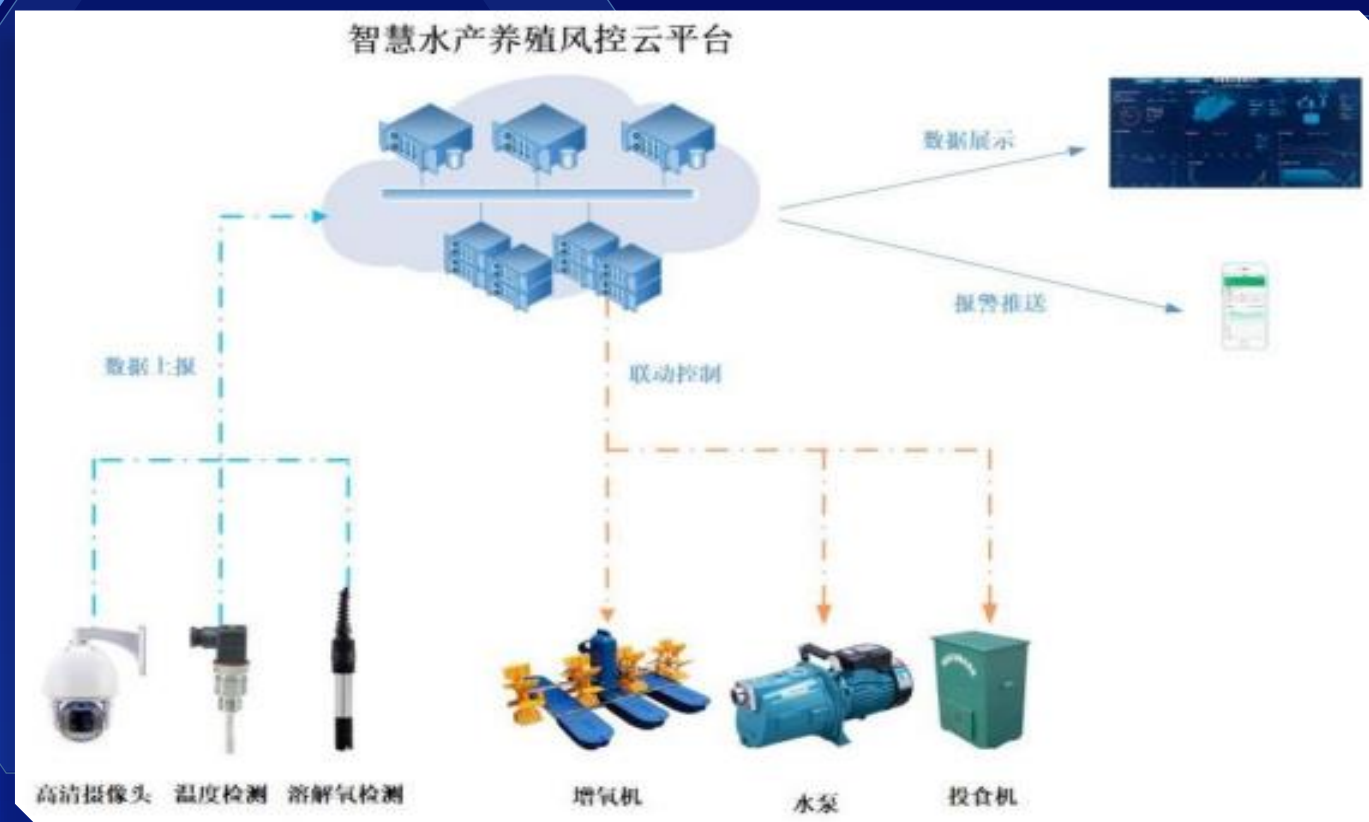 智慧水产养殖风控云平台
数据展示
报警推送
数据上报
联动控制
高清摄像头
温度检测
溶解氧检测
增氧机
水泵
投食机